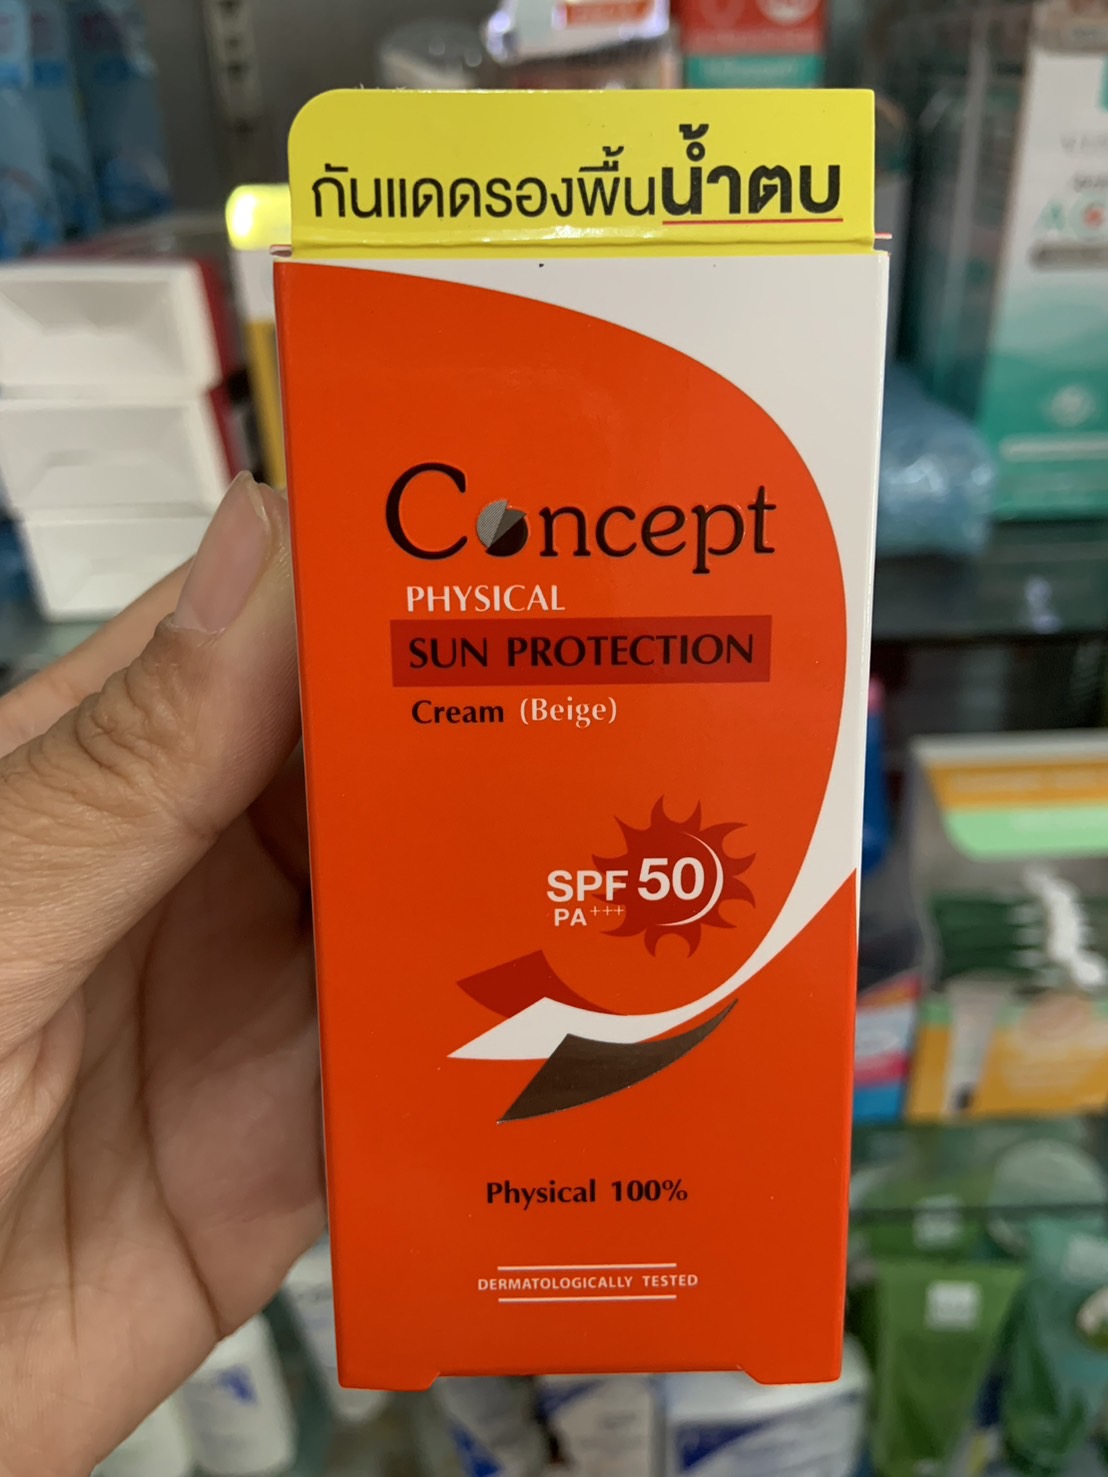 กันแดดรองพื้นน้ำตบ
Concept
PHYSICAL
SUN PROTECTION
Cream (Beige)
SPF 50
PA+++
Physical 100%
DERMATOLOGICALLY TESTED